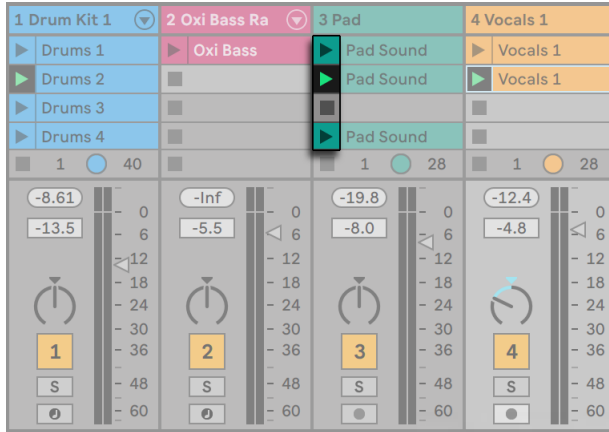 1 Drum Kit 1 2 Oxi Bass Ra 3 Pad 4 Vocals 1
Drums 1 Oxi Bass Pad Sound Vocals 1
Drums 2 Pad Sound Vocals 1
Drums 3
Drums 4 Pad Sound
1 40 1 28 1 28
-8.61 -Inf -19.8 -12.4
0 0 0 0
-13.5 6 -5.5 6 -8.0 6 -4.8 6
12 12 12 12
18 18 18 18
24 24 24 24
30 30 30 30
1 36 2 36 3 36 4 36
S 48 S 48 S 48 S 48
60 60 60 60